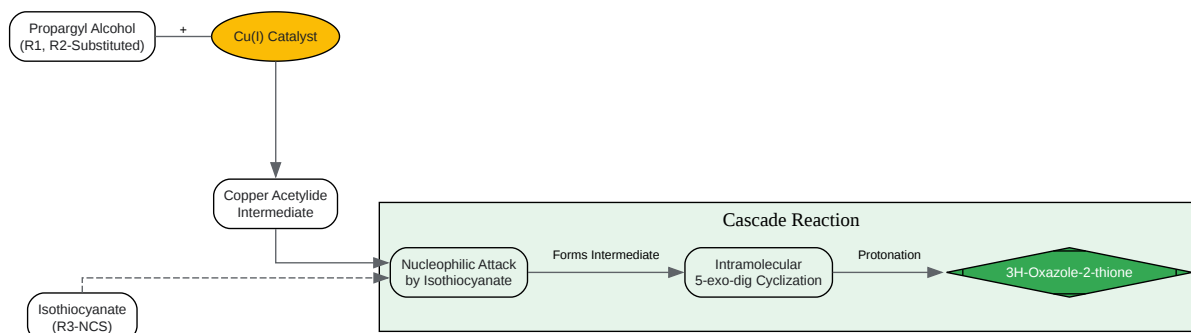 Propargyl Alcohol
(R1, R2-Substituted)
+
Cu(I) Catalyst
Copper Acetylide
Intermediate
Cascade Reaction
Nucleophilic Attack
by Isothiocyanate
Forms Intermediate
Intramolecular
5-exo-dig Cyclization
Protonation
3H-Oxazole-2-thione
Isothiocyanate
(R3-NCS)